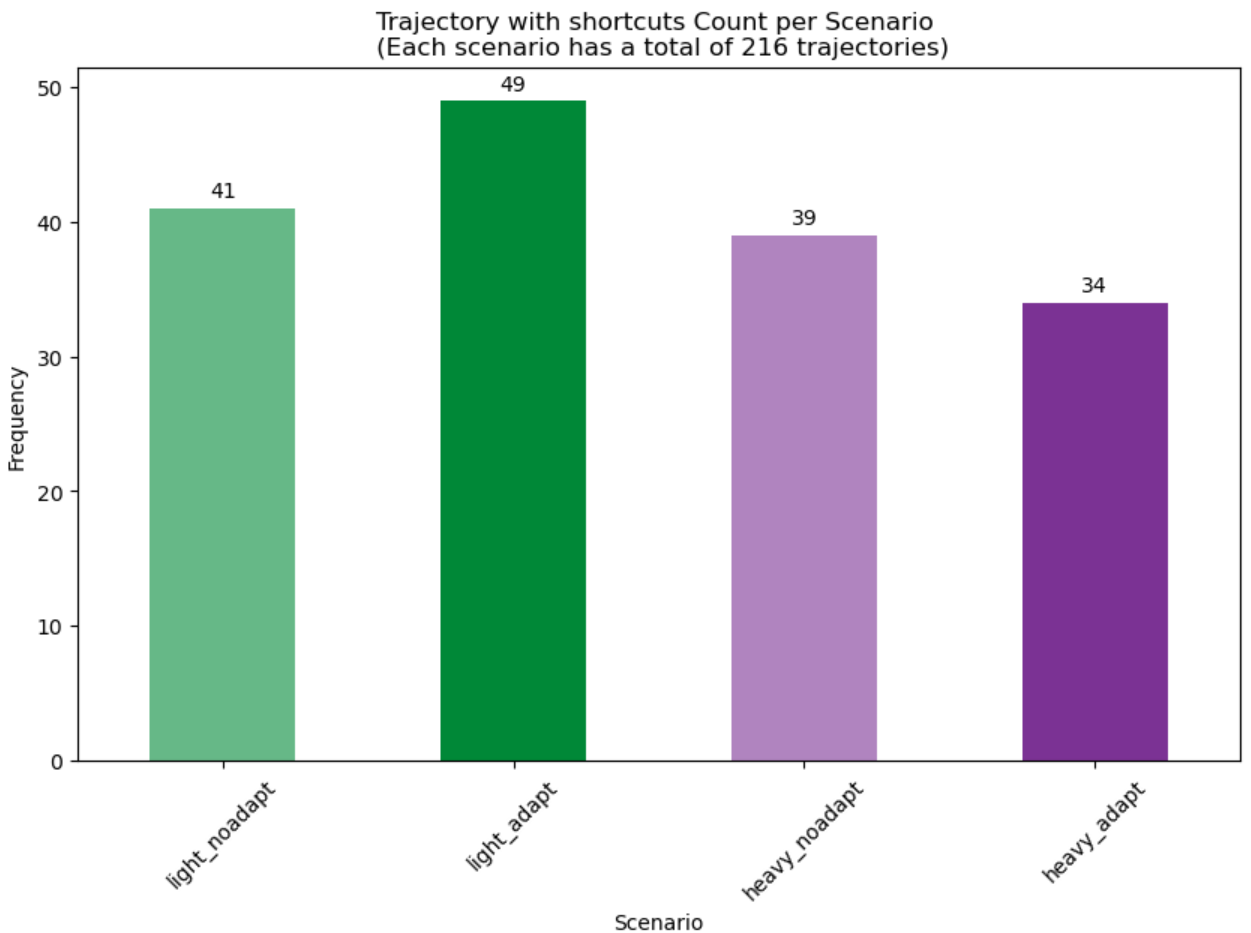 Trajectory with shortcuts Count per Scenario
(Each scenario has a total of 216 trajectories)
50
40
30
20
10
0
Frequency
41
49
39
34
light_noadapt
light_adapt
heavy_noadapt
heavy_adapt
Scenario